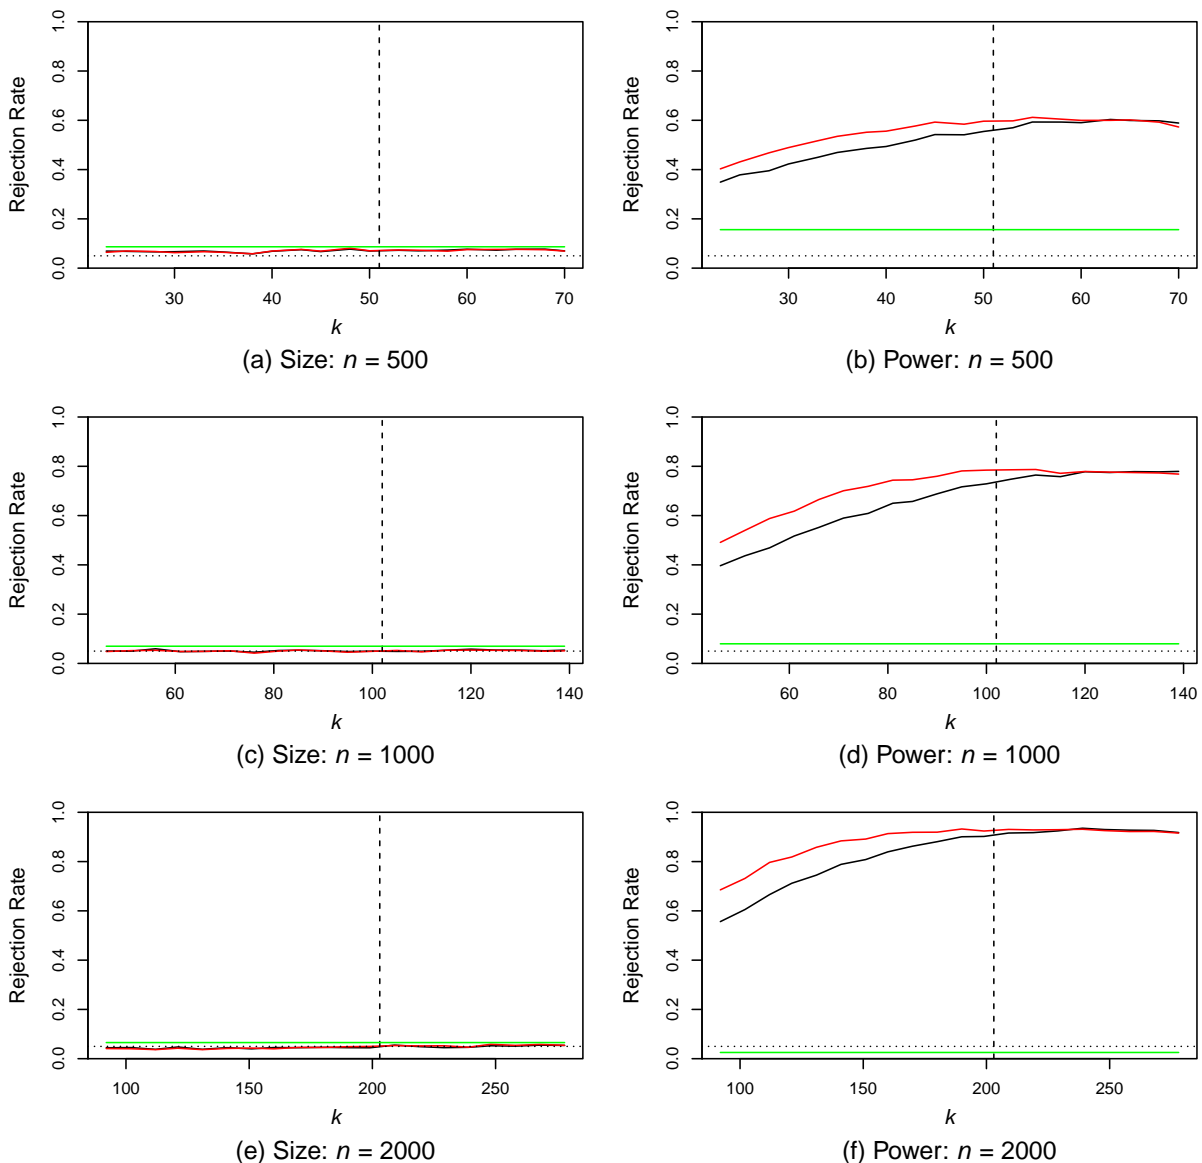 Rejection Rate
0.0 0.2 0.4 0.6 0.8 1.0
30 40 50 60 70
k
(a) Size: n = 500
Rejection Rate
0.0 0.2 0.4 0.6 0.8 1.0
30 40 50 60 70
k
(b) Power: n = 500
Rejection Rate
0.0 0.2 0.4 0.6 0.8 1.0
60 80 100 120 140
k
(c) Size: n = 1000
Rejection Rate
0.0 0.2 0.4 0.6 0.8 1.0
60 80 100 120 140
k
(d) Power: n = 1000
Rejection Rate
0.0 0.2 0.4 0.6 0.8 1.0
100 150 200 250
k
(e) Size: n = 2000
Rejection Rate
0.0 0.2 0.4 0.6 0.8 1.0
100 150 200 250
k
(f) Power: n = 2000